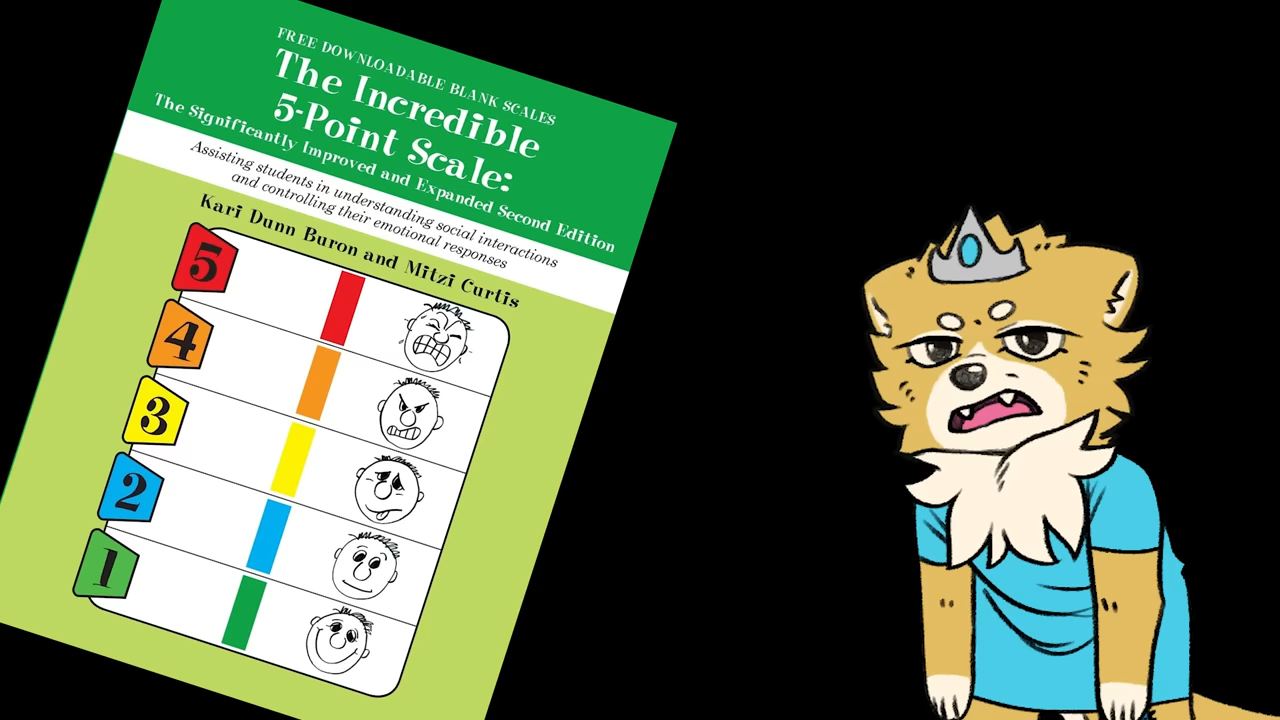 FREE DOWNLOADABLE BLANK SCALES
The Incredible
5-Point Scale:
The Significantly Improved and Expanded Second Edition
Assisting students in understanding social interactions
and controlling their emotional responses
Kari Dunn Buron and Mitzi Curtis
5
4
3
2
1